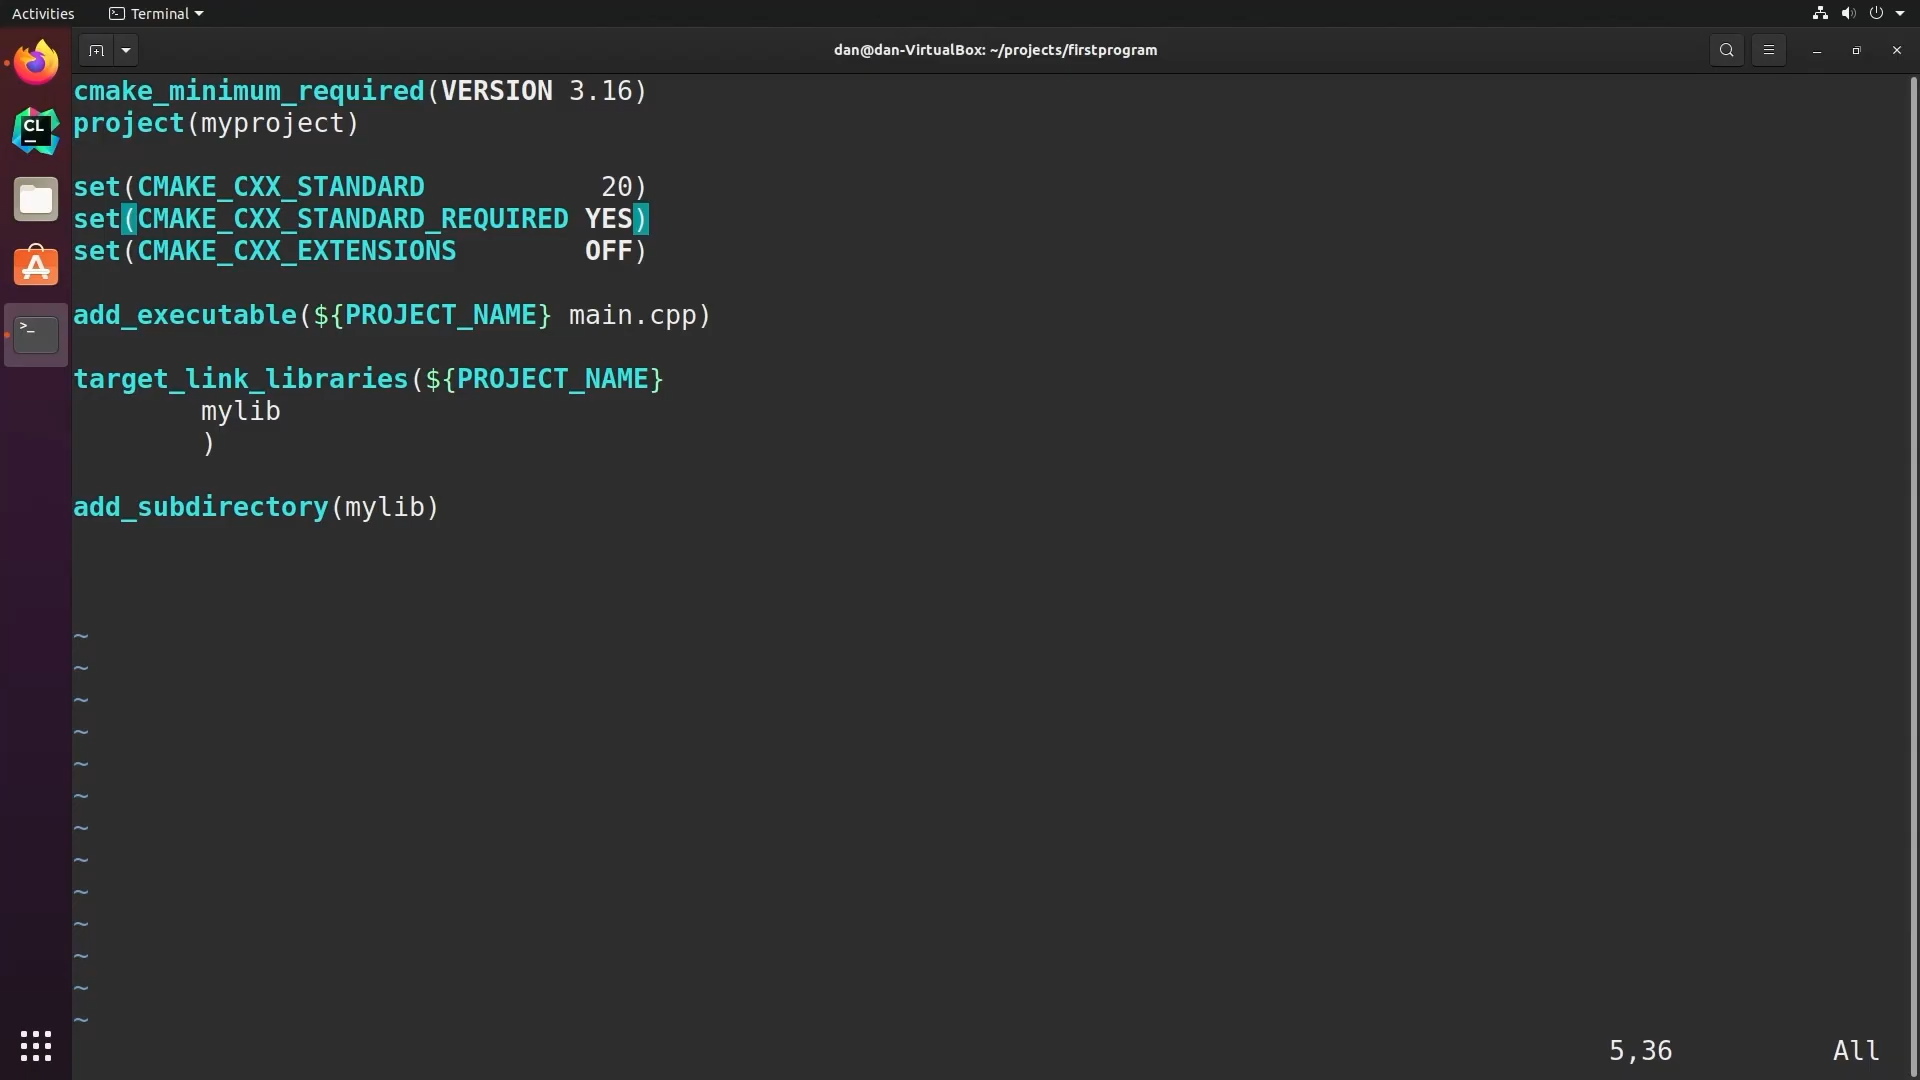 Activities Terminal
dan@dan-VirtualBox: ~/projects/firstprogram
CL
>_
cmake_minimum_required(VERSION 3.16)
project(myproject)
set(CMAKE_CXX_STANDARD           20)
set(CMAKE_CXX_STANDARD_REQUIRED YES)
set(CMAKE_CXX_EXTENSIONS        OFF)
add_executable(${PROJECT_NAME} main.cpp)
target_link_libraries(${PROJECT_NAME}
        mylib
        )
add_subdirectory(mylib)
~
~
~
~
~
~
~
~
~
~
~
~
~
5,36 All